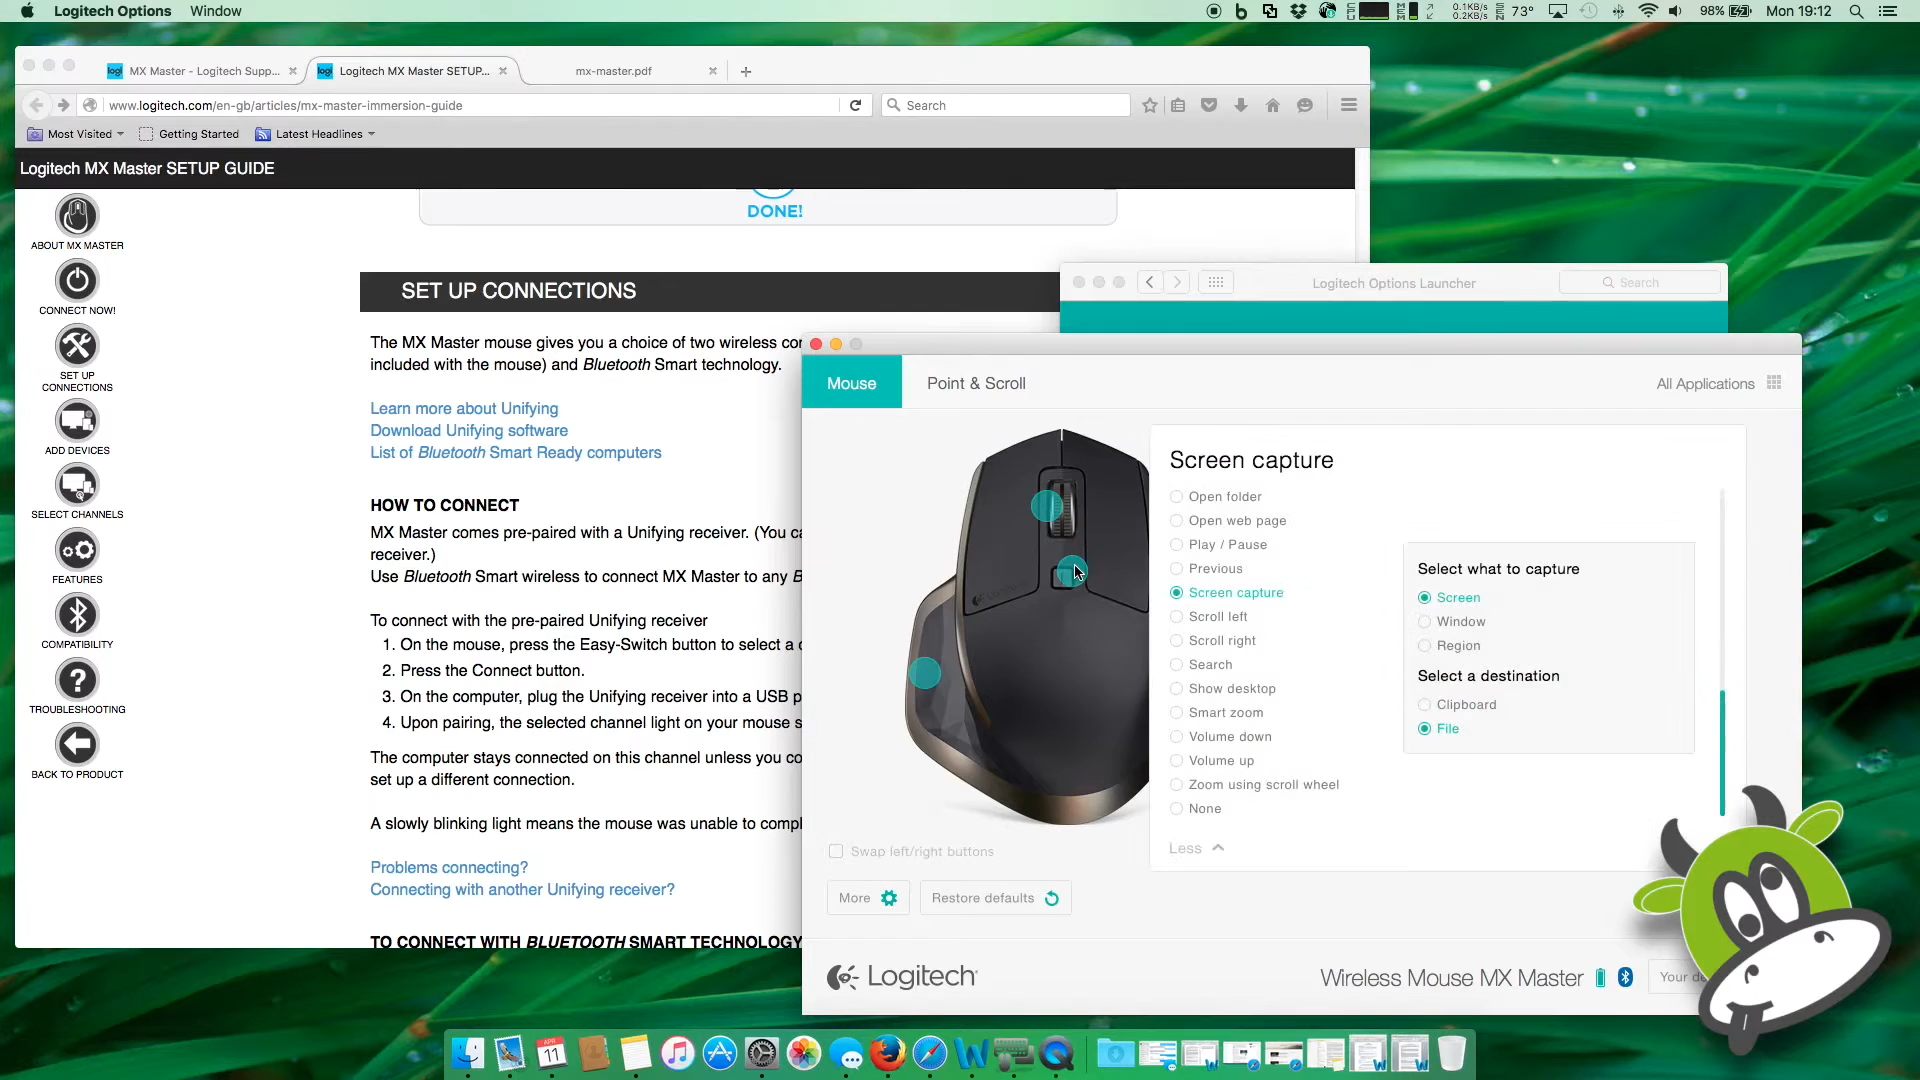 Logitech Options Window
0.1KB/s
0.2KB/s
73°
98%
Mon 19:12
MX Master - Logitech Supp...
Logitech MX Master SETUP...
mx-master.pdf
www.logitech.com/en-gb/articles/mx-master-immersion-guide
Search
Most Visited
Getting Started
Latest Headlines
Logitech MX Master SETUP GUIDE
ABOUT MX MASTER
CONNECT NOW!
SET UP
CONNECTIONS
ADD DEVICES
SELECT CHANNELS
FEATURES
COMPATIBILITY
TROUBLESHOOTING
BACK TO PRODUCT
DONE!
SET UP CONNECTIONS
The MX Master mouse gives you a choice of two wireless co
included with the mouse) and Bluetooth Smart technology.
Learn more about Unifying
Download Unifying software
List of Bluetooth Smart Ready computers
HOW TO CONNECT
MX Master comes pre-paired with a Unifying receiver. (You ca
receiver.)
Use Bluetooth Smart wireless to connect MX Master to any B
To connect with the pre-paired Unifying receiver
1. On the mouse, press the Easy-Switch button to select a c
2. Press the Connect button.
3. On the computer, plug the Unifying receiver into a USB p
4. Upon pairing, the selected channel light on your mouse s
The computer stays connected on this channel unless you co
set up a different connection.
A slowly blinking light means the mouse was unable to compl
Problems connecting?
Connecting with another Unifying receiver?
TO CONNECT WITH BLUETOOTH SMART TECHNOLOGY
Logitech Options Launcher
Search
Mouse
Point & Scroll
All Applications
Screen capture
Open folder
Open web page
Play / Pause
Previous
Screen capture
Scroll left
Scroll right
Search
Show desktop
Smart zoom
Volume down
Volume up
Zoom using scroll wheel
None
Less
Select what to capture
Screen
Window
Region
Select a destination
Clipboard
File
Swap left/right buttons
More
Restore defaults
Logitech
Wireless Mouse MX Master
Your de
APR
11